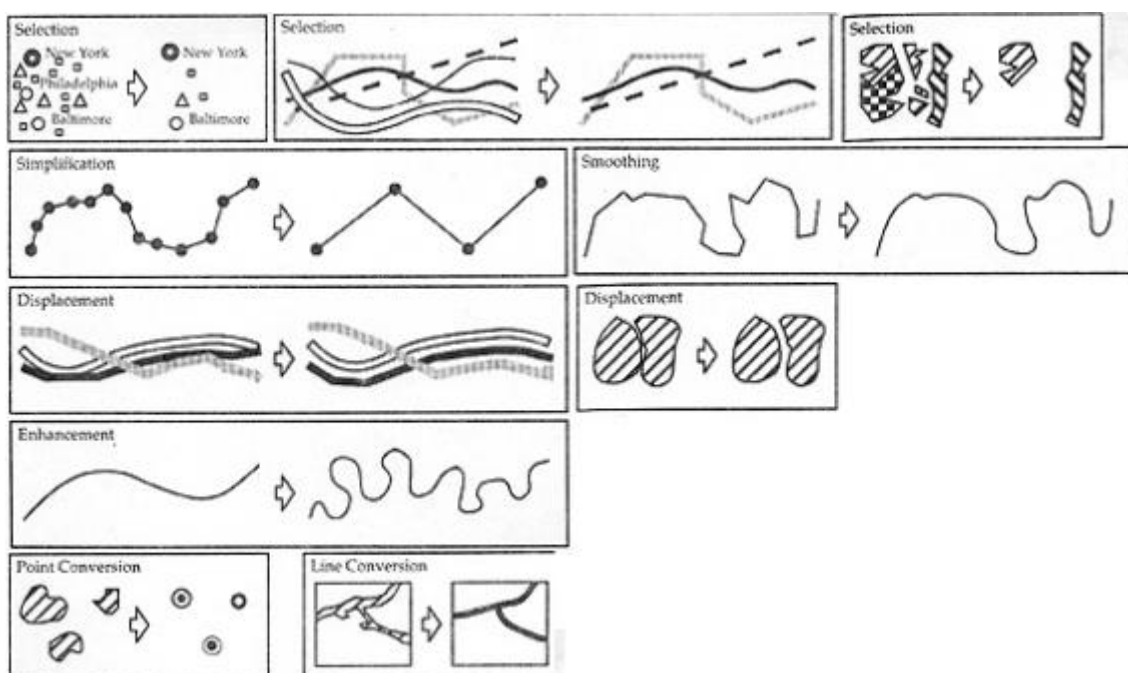 Selection
New York
New York
Philadelphia
Baltimore
Baltimore
Selection
Selection
Simplification
Smoothing
Displacement
Displacement
Enhancement
Point Conversion
Line Conversion